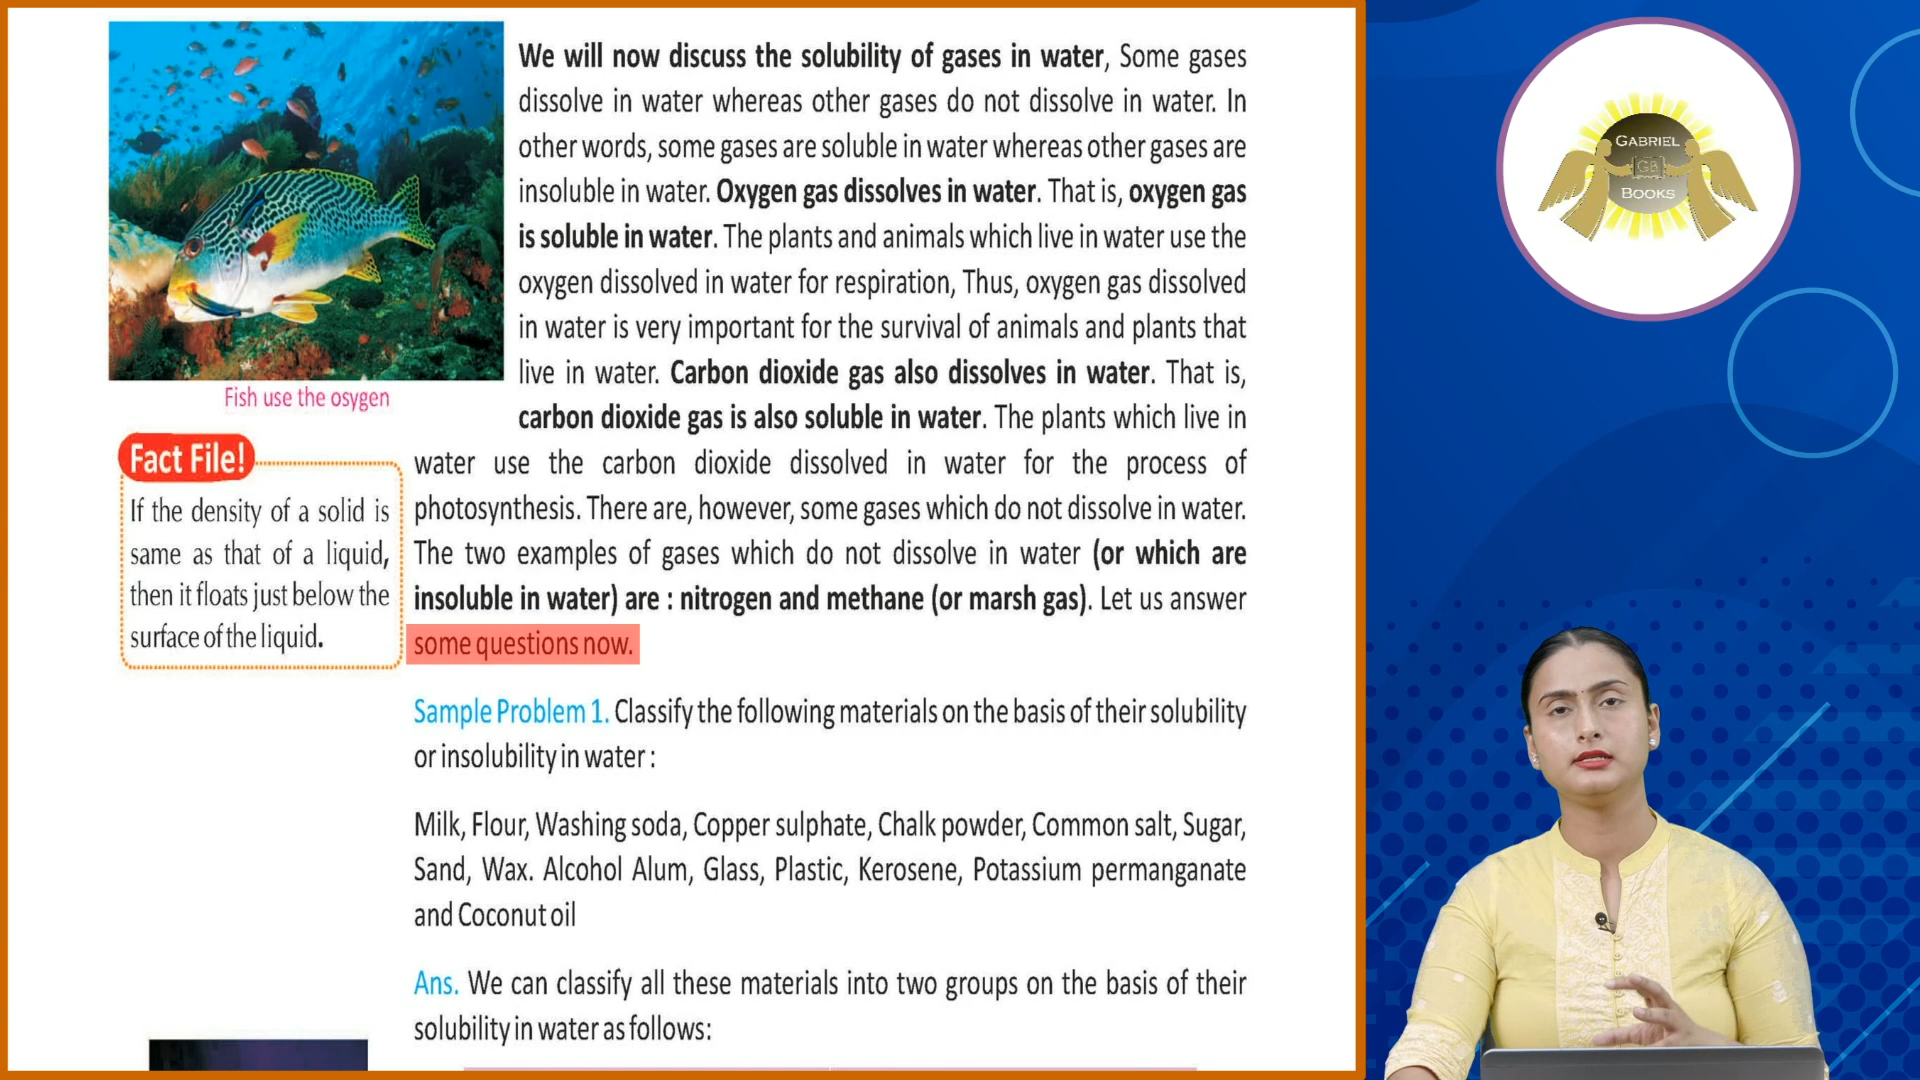 We will now discuss the solubility of gases in water, Some gases
dissolve in water whereas other gases do not dissolve in water. In
other words, some gases are soluble in water whereas other gases are
insoluble in water. Oxygen gas dissolves in water. That is, oxygen gas
is soluble in water. The plants and animals which live in water use the
oxygen dissolved in water for respiration, Thus, oxygen gas dissolved
in water is very important for the survival of animals and plants that
live in water. Carbon dioxide gas also dissolves in water. That is,
carbon dioxide gas is also soluble in water. The plants which live in
water use the carbon dioxide dissolved in water for the process of
photosynthesis. There are, however, some gases which do not dissolve in water.
The two examples of gases which do not dissolve in water (or which are
insoluble in water) are : nitrogen and methane (or marsh gas). Let us answer
some questions now.
Fish use the osygen
Fact File!
If the density of a solid is
same as that of a liquid,
then it floats just below the
surface of the liquid.
Sample Problem 1. Classify the following materials on the basis of their solubility
or insolubility in water :
Milk, Flour, Washing soda, Copper sulphate, Chalk powder, Common salt, Sugar,
Sand, Wax. Alcohol Alum, Glass, Plastic, Kerosene, Potassium permanganate
and Coconut oil
Ans. We can classify all these materials into two groups on the basis of their
solubility in water as follows:
GABRIEL
GB
BOOKS